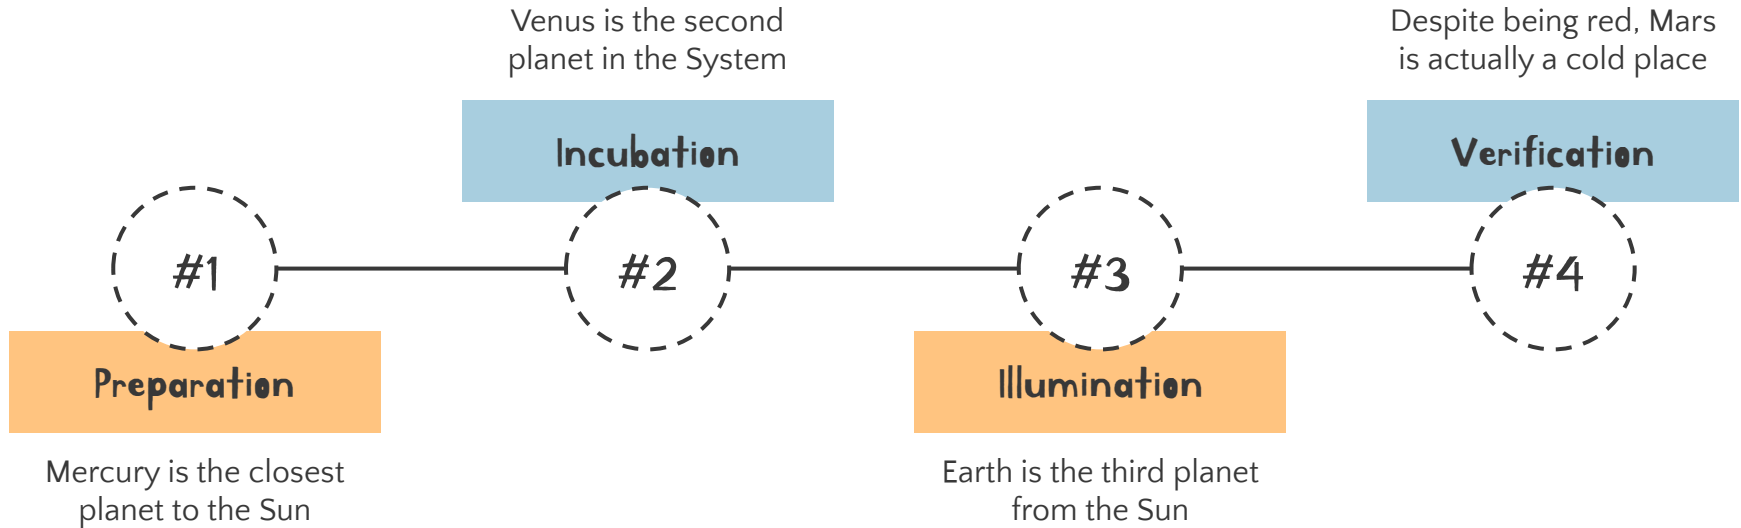 Venus is the second
planet in the System
Despite being red, Mars
is actually a cold place
Incubation
Verification
#1
#2
#3
#4
Preparation
Illumination
Mercury is the closest
planet to the Sun
Earth is the third planet
from the Sun